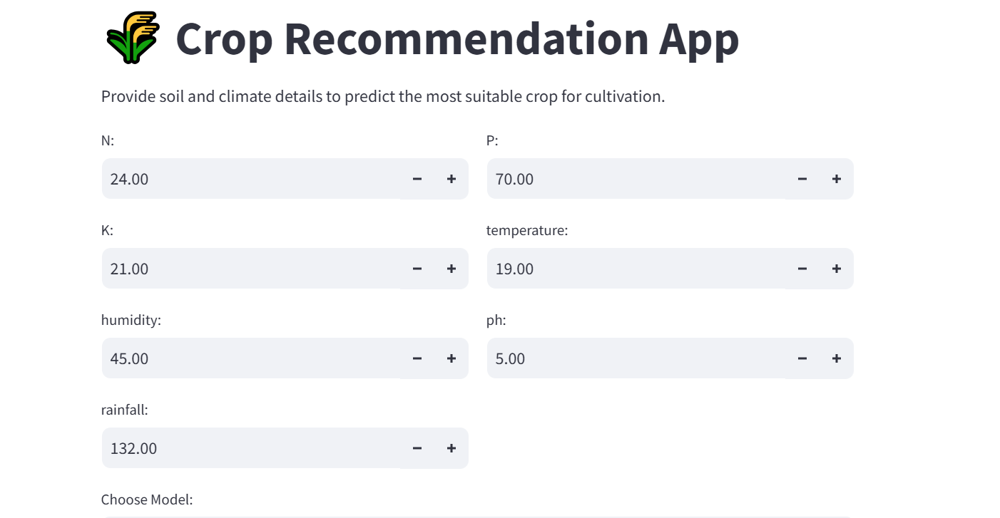 Crop Recommendation App
Provide soil and climate details to predict the most suitable crop for cultivation.
N:
P:
24.00
70.00
K:
temperature:
21.00
19.00
humidity:
ph:
45.00
5.00
rainfall:
132.00
Choose Model: